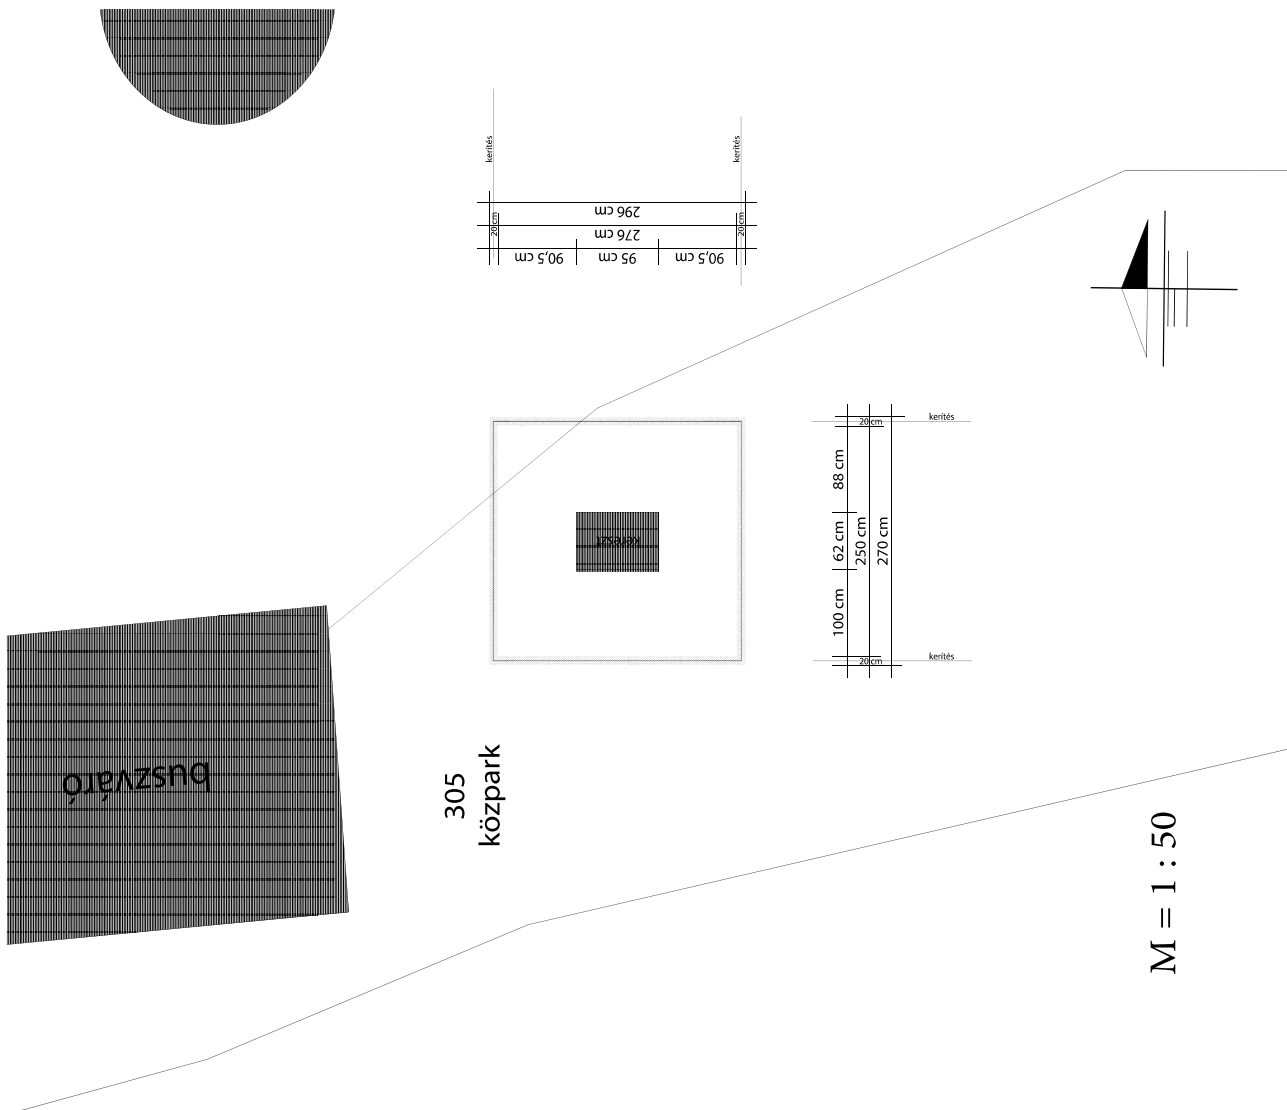 kerítés
kerítés
296 cm
20 cm
20 cm
276 cm
90,5 cm
95 cm
90,5 cm
kerítés
20 cm
88 cm
62 cm
250 cm
270 cm
100 cm
kereszt
20 cm
kerítés
buszváró
305
közpark
M = 1 : 50